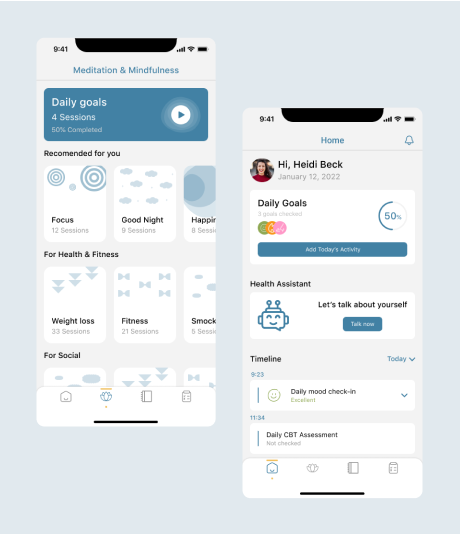 9:41
Meditation & Mindfulness
Daily goals
4 Sessions
50% Completed
Recomended for you
Focus
12 Sessions
Good Night
9 Sessions
Happin
8 Sessi
For Health & Fitness
Weight loss
33 Sessions
Fitness
21 Sessions
Smock
5 Sessi
For Social
9:41
Home
Hi, Heidi Beck
January 12, 2022
Daily Goals
3 goals checked
50%
Add Today's Activity
Health Assistant
Let's talk about yourself
Talk now
Timeline
Today
9:23
Daily mood check-in
Excellent
11:34
Daily CBT Assessment
Not checked